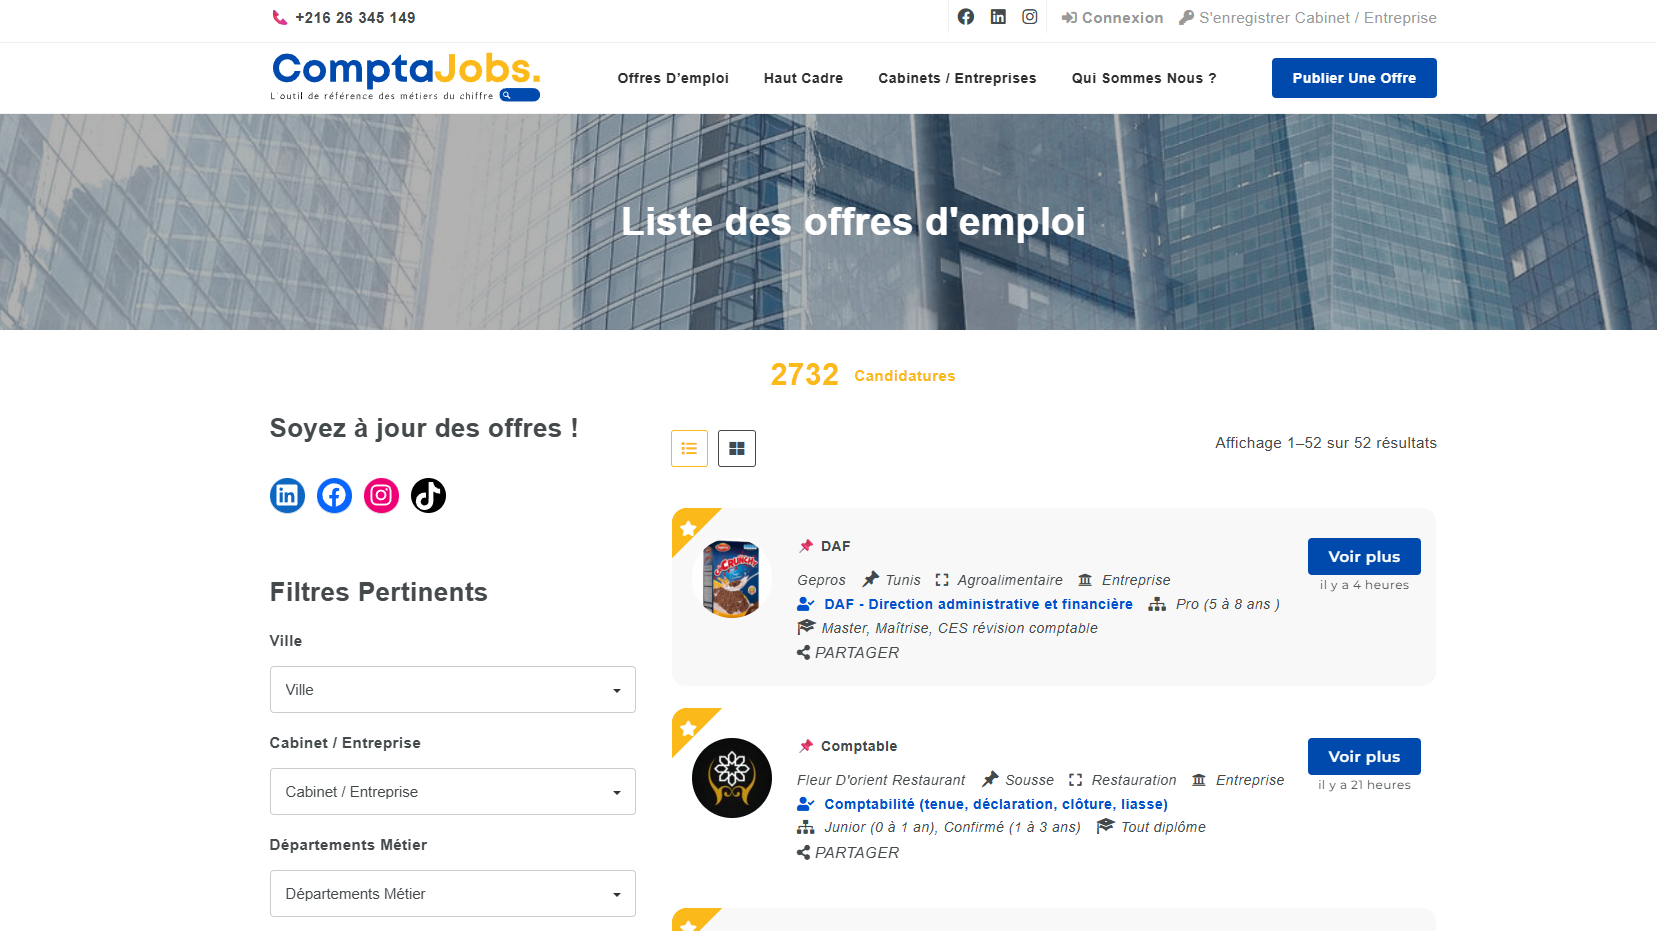 +216 26 345 149
Connexion
S'enregistrer Cabinet / Entreprise
ComptaJobs.
L'outil de référence des métiers du chiffre
Offres D'emploi
Haut Cadre
Cabinets / Entreprises
Qui Sommes Nous ?
Publier Une Offre
Liste des offres d'emploi
2732 Candidatures
Soyez à jour des offres !
Affichage 1–52 sur 52 résultats
Filtres Pertinents
Ville
Ville
Cabinet / Entreprise
Cabinet / Entreprise
Départements Métier
Départements Métier
DAF
Voir plus
il y a 4 heures
Gepros Tunis Agroalimentaire Entreprise
DAF - Direction administrative et financière Pro (5 à 8 ans )
Master, Maîtrise, CES révision comptable
PARTAGER
Comptable
Voir plus
il y a 21 heures
Fleur D'orient Restaurant Sousse Restauration Entreprise
Comptabilité (tenue, déclaration, clôture, liasse)
Junior (0 à 1 an), Confirmé (1 à 3 ans) Tout diplôme
PARTAGER